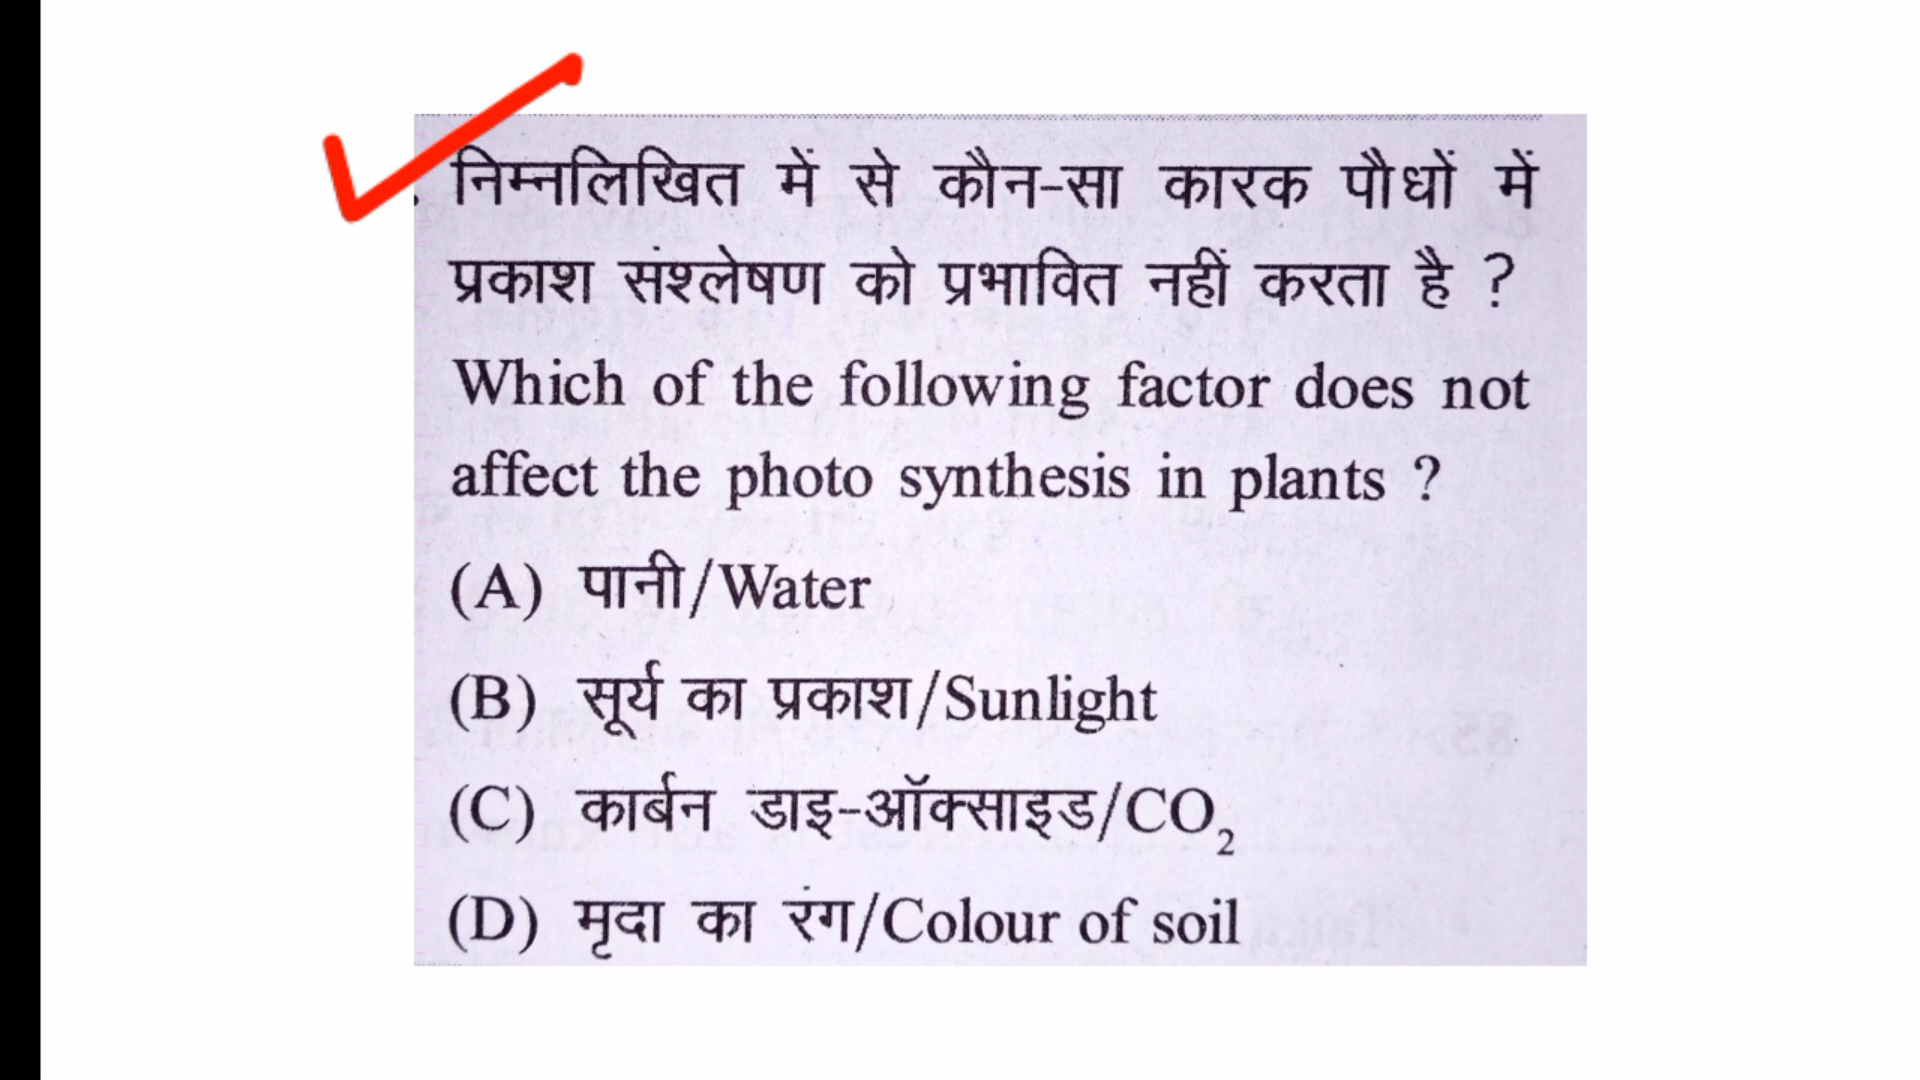 निम्नलिखित में से कौन-सा कारक पौधों में
प्रकाश संश्लेषण को प्रभावित नहीं करता है ?
Which of the following factor does not
affect the photo synthesis in plants ?
(A) पानी/Water
(B) सूर्य का प्रकाश/Sunlight
(C) कार्बन डाइ-ऑक्साइड/CO₂
(D) मृदा का रंग/Colour of soil